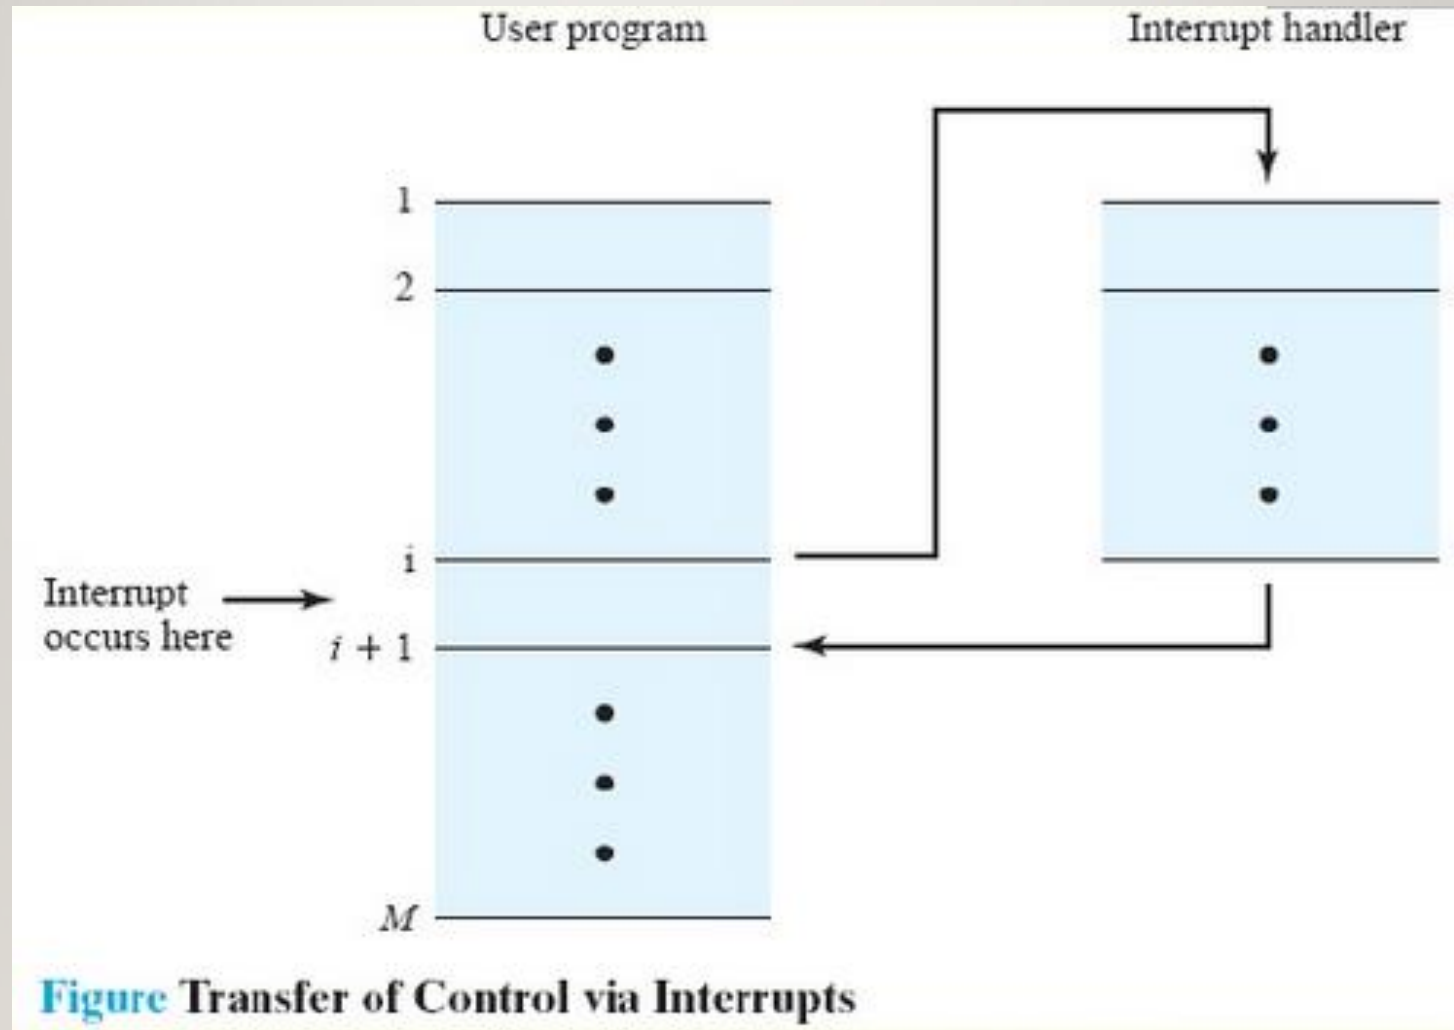 User program
Interrupt handler
1
2
i
Interrupt
occurs here
i + 1
M
Figure Transfer of Control via Interrupts